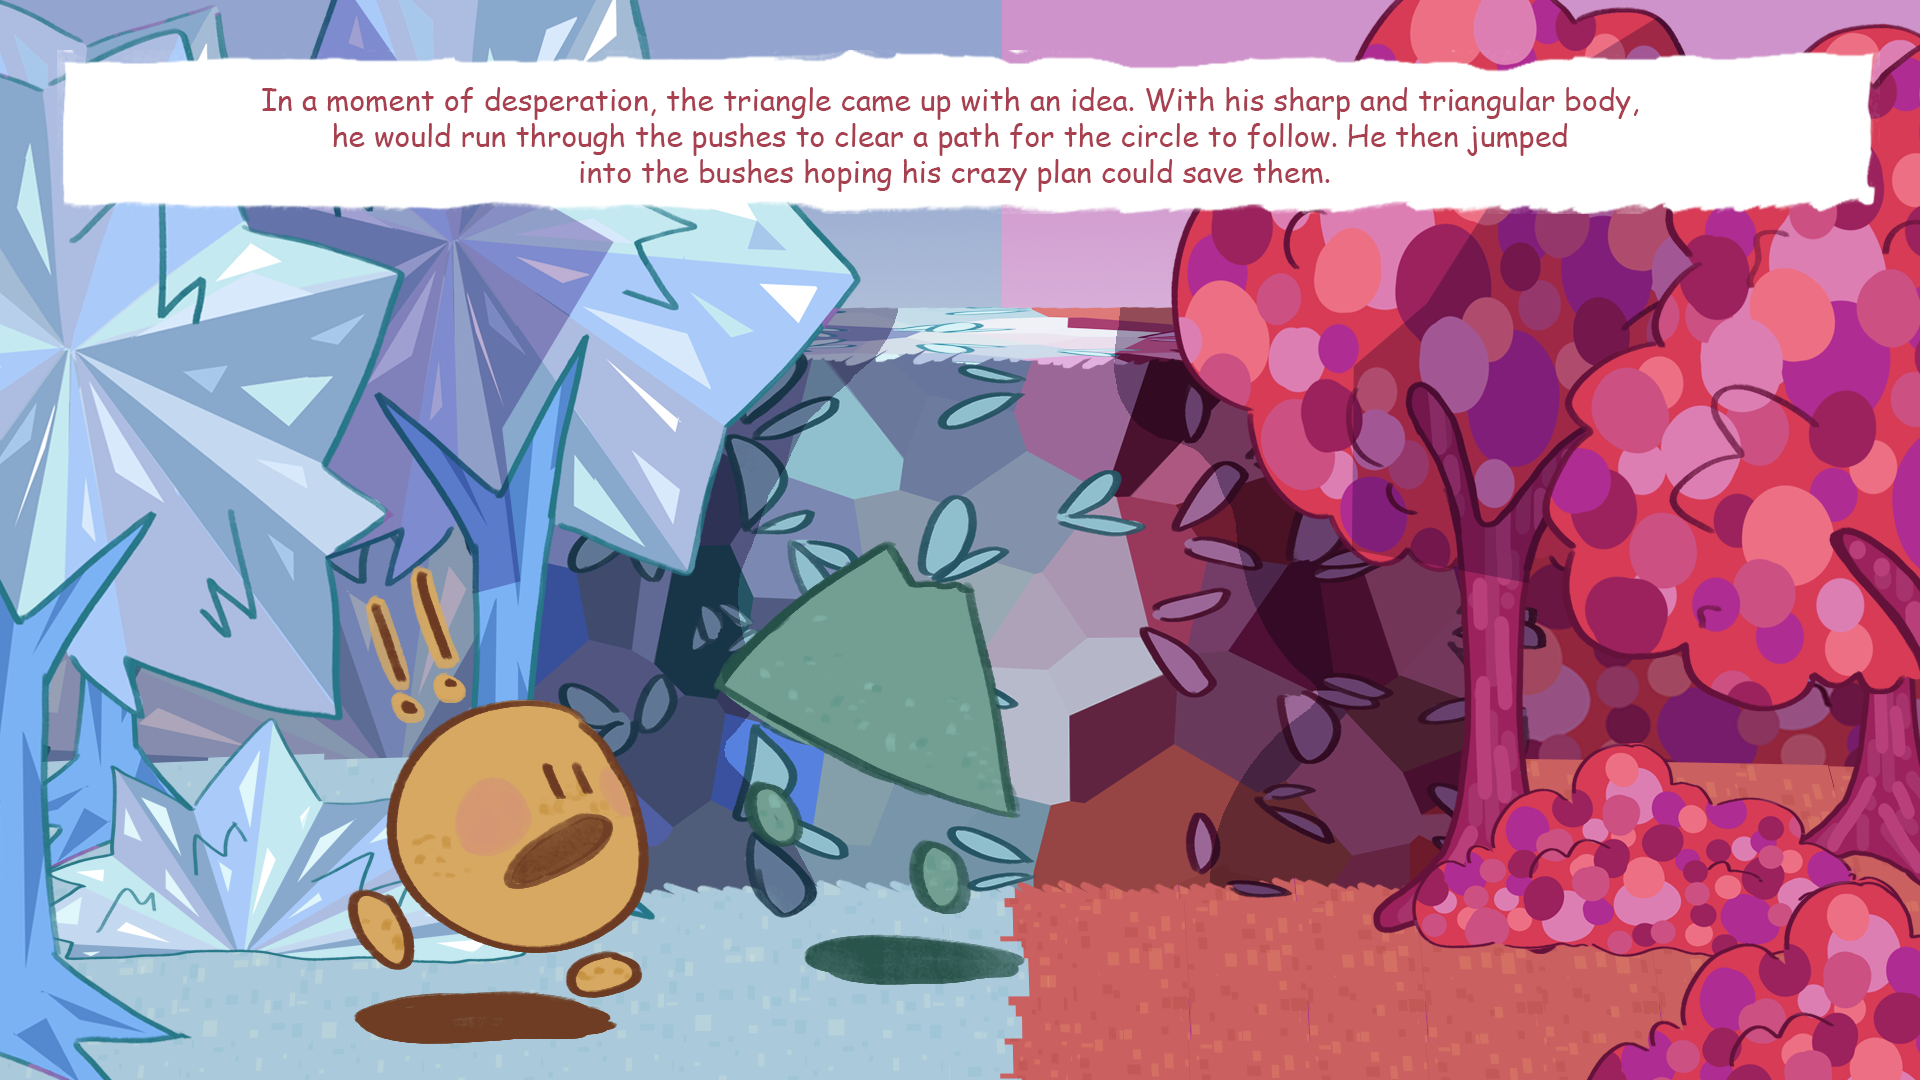 In a moment of desperation, the triangle came up with an idea. With his sharp and triangular body,
he would run through the pushes to clear a path for the circle to follow. He then jumped
into the bushes hoping his crazy plan could save them.
!!